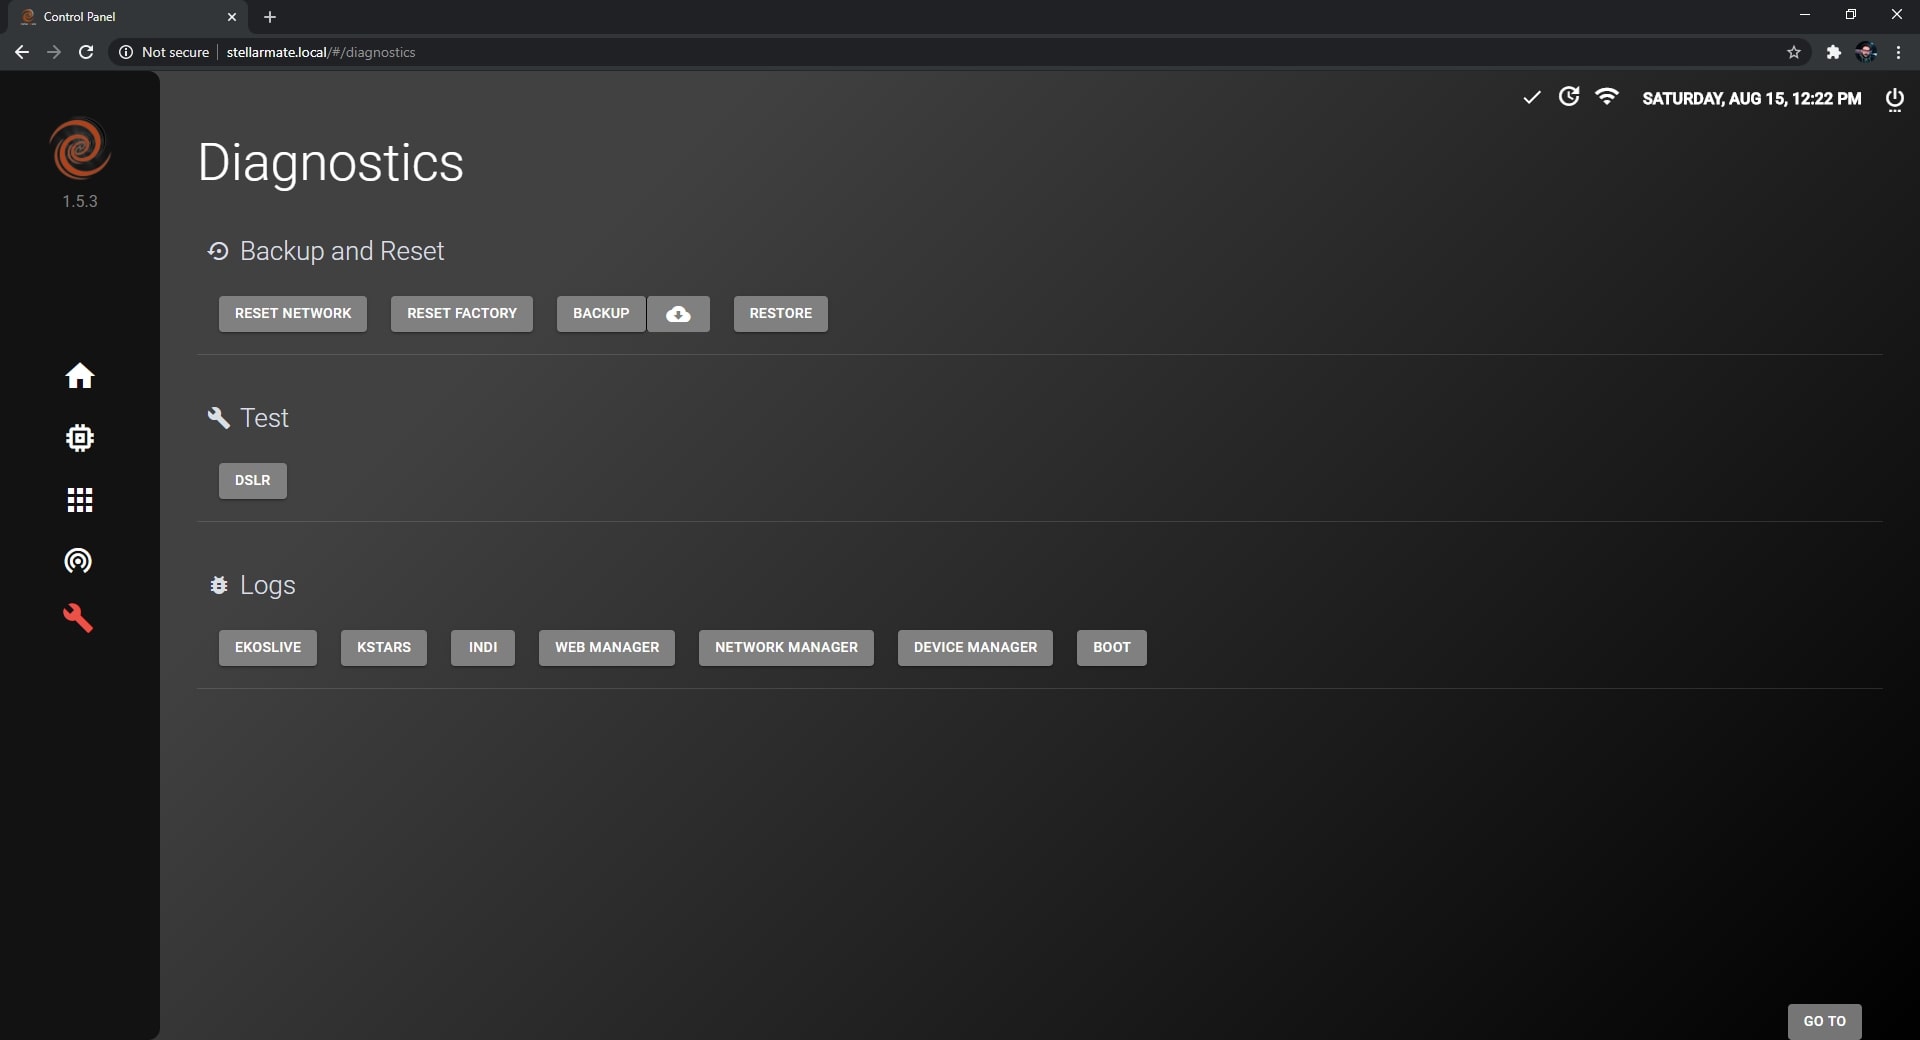 Control Panel
Not secure stellarmate.local/#/diagnostics
SATURDAY, AUG 15, 12:22 PM
1.5.3
Diagnostics
Backup and Reset
RESET NETWORK RESET FACTORY BACKUP RESTORE
Test
DSLR
Logs
EKOSLIVE KSTARS INDI WEB MANAGER NETWORK MANAGER DEVICE MANAGER BOOT
GO TO